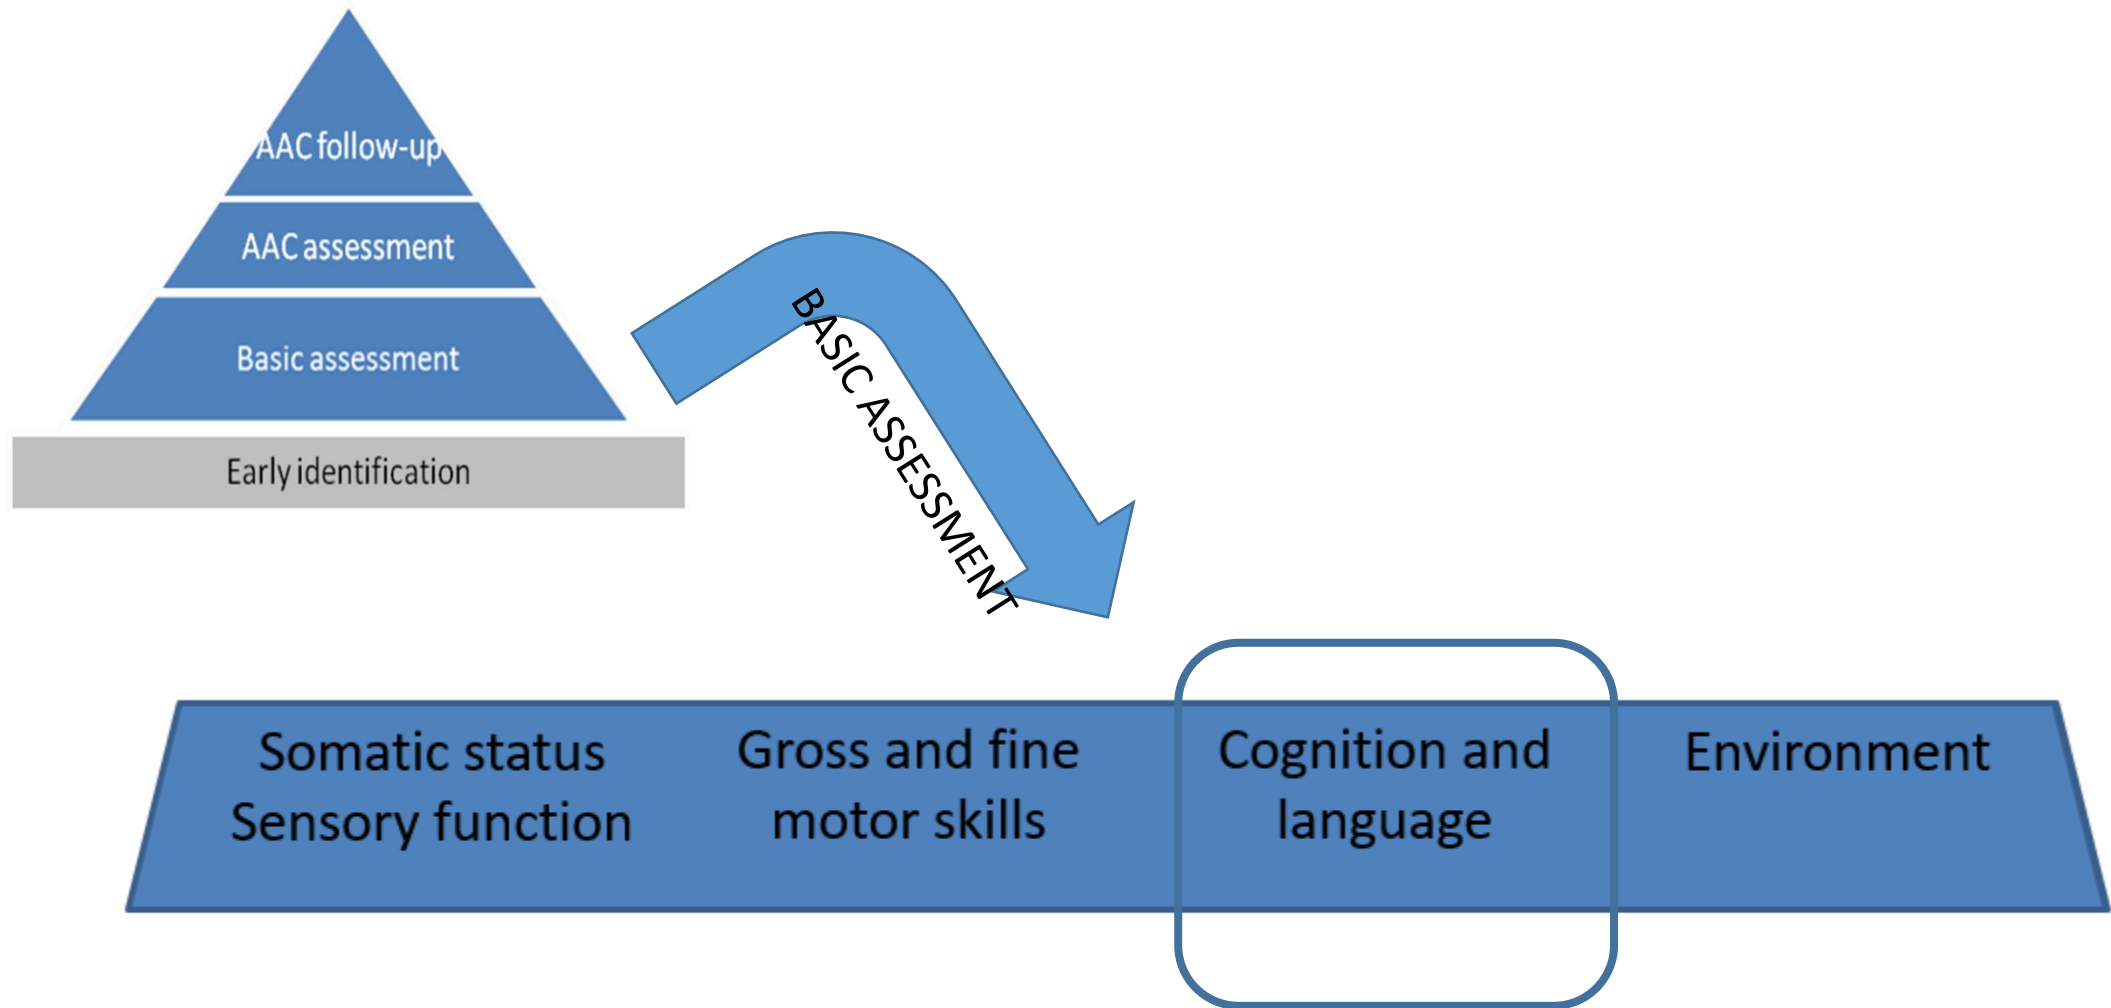 AAC follow-up
AAC assessment
Basic assessment
Early identification
BASIC ASSESSMENT
Somatic status
Sensory function
Gross and fine
motor skills
Cognition and
language
Environment